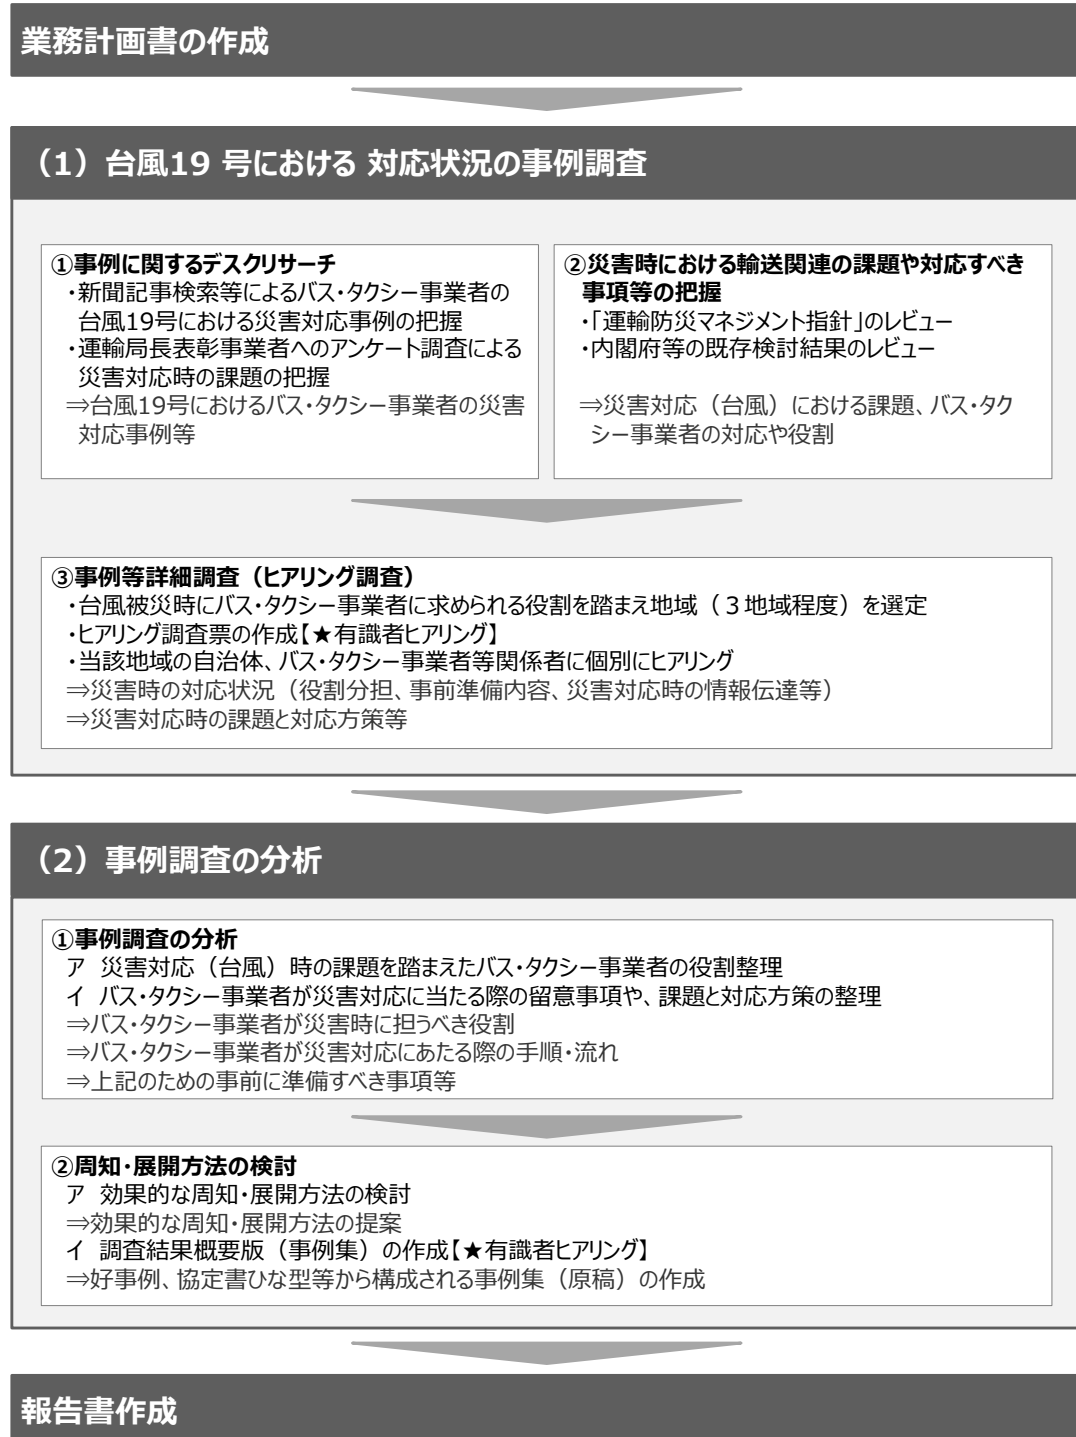 業務計画書の作成
（1）台風19 号における 対応状況の事例調査
①事例に関するデスクリサーチ
・新聞記事検索等によるバス・タクシー事業者の
台風19号における災害対応事例の把握
・運輸局長表彰事業者へのアンケート調査による
災害対応時の課題の把握
⇒台風19号におけるバス・タクシー事業者の災害
対応事例等
②災害時における輸送関連の課題や対応すべき
事項等の把握
・「運輸防災マネジメント指針」のレビュー
・内閣府等の既存検討結果のレビュー
⇒災害対応（台風）における課題、バス・タク
シー事業者の対応や役割
③事例等詳細調査（ヒアリング調査）
・台風被災時にバス・タクシー事業者に求められる役割を踏まえ地域（３地域程度）を選定
・ヒアリング調査票の作成【★有識者ヒアリング】
・当該地域の自治体、バス・タクシー事業者等関係者に個別にヒアリング
⇒災害時の対応状況（役割分担、事前準備内容、災害対応時の情報伝達等）
⇒災害対応時の課題と対応方策等
（2）事例調査の分析
①事例調査の分析
ア 災害対応（台風）時の課題を踏まえたバス・タクシー事業者の役割整理
イ バス・タクシー事業者が災害対応に当たる際の留意事項や、課題と対応方策の整理
⇒バス・タクシー事業者が災害時に担うべき役割
⇒バス・タクシー事業者が災害対応にあたる際の手順・流れ
⇒上記のための事前に準備すべき事項等
②周知・展開方法の検討
ア 効果的な周知・展開方法の検討
⇒効果的な周知・展開方法の提案
イ 調査結果概要版（事例集）の作成【★有識者ヒアリング】
⇒好事例、協定書ひな型等から構成される事例集（原稿）の作成
報告書作成